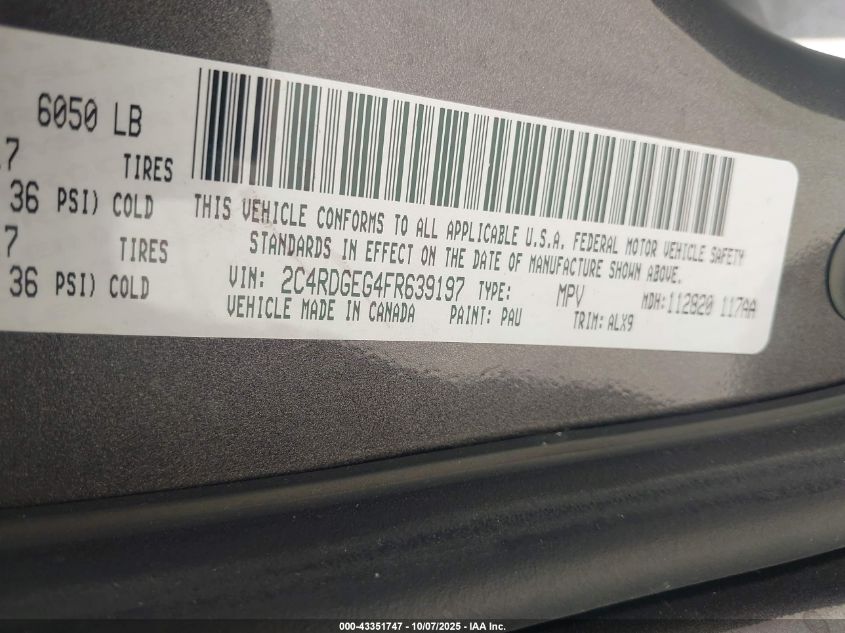 6050 LB
7 TIRES
36 PSI) COLD
7 TIRES
36 PSI) COLD
THIS VEHICLE CONFORMS TO ALL APPLICABLE U.S.A. FEDERAL MOTOR VEHICLE SAFETY
STANDARDS IN EFFECT ON THE DATE OF MANUFACTURE SHOWN ABOVE.
VIN: 2C4RDGEG4FR639197 TYPE: MPV MDH: 112820 117AA
VEHICLE MADE IN CANADA PAINT: PAU TRIM: ALX9
000-43351747 - 10/07/2025 - IAA Inc.